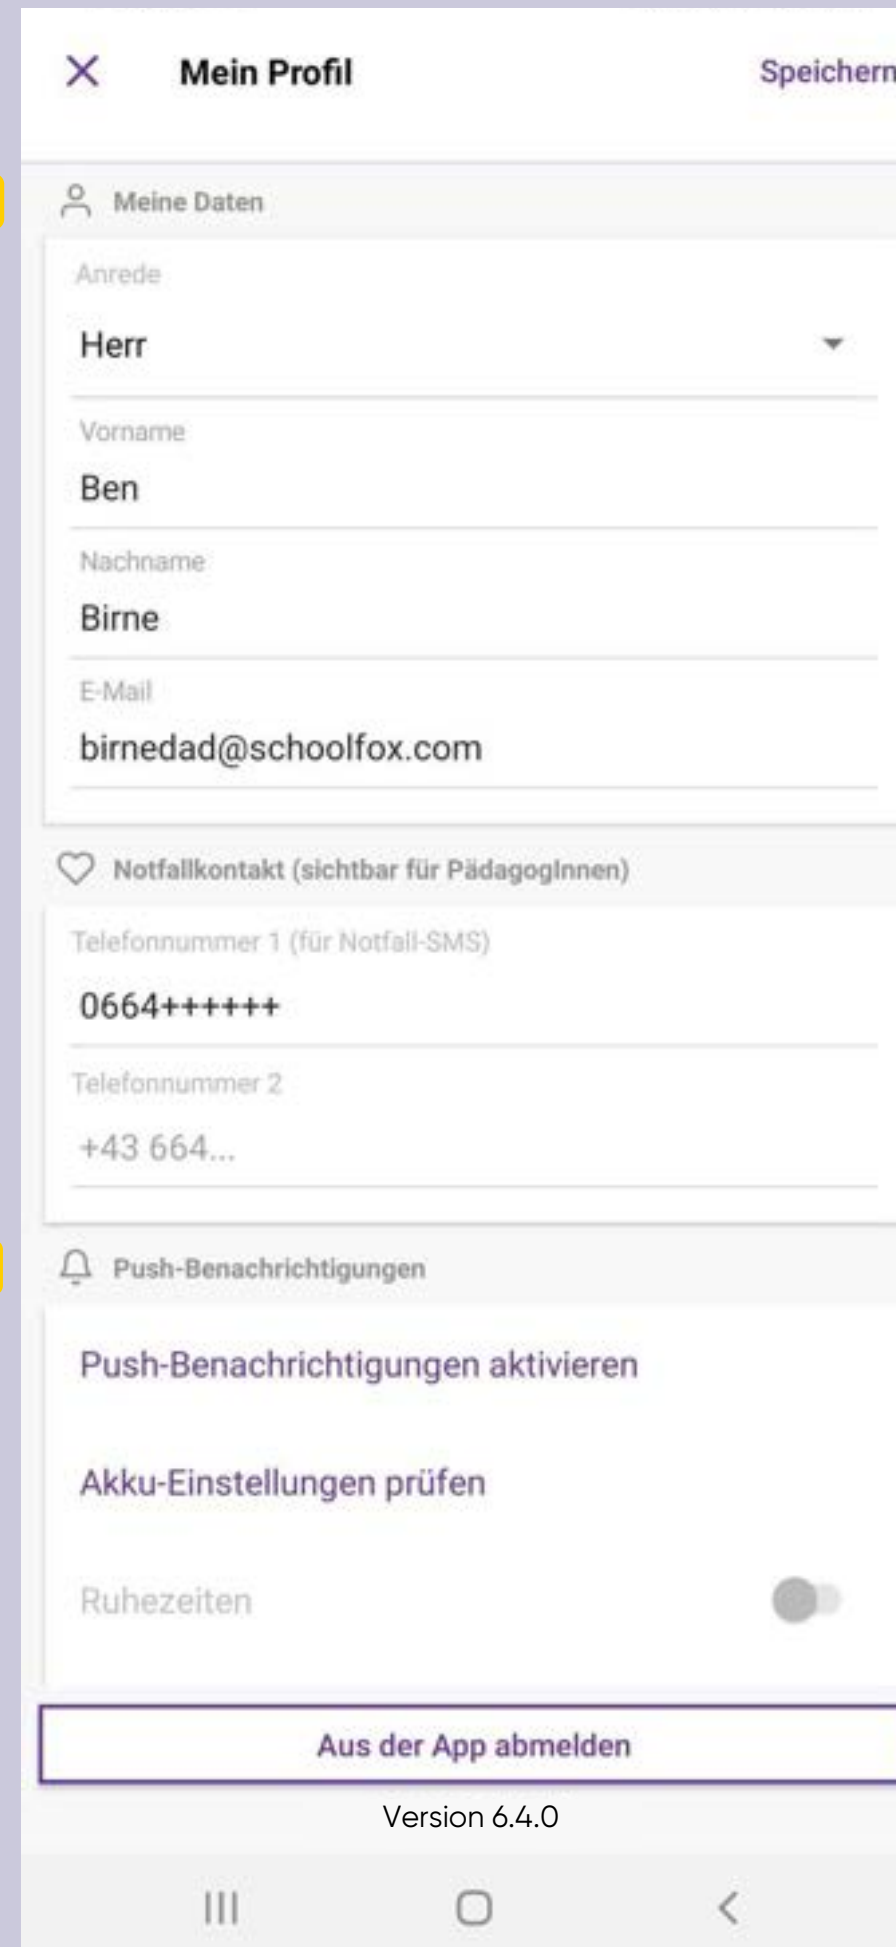 Mein Profil
Speichern
Meine Daten
Anrede
Herr
Vorname
Ben
Nachname
Birne
E-Mail
birnedad@schoolfox.com
Notfallkontakt (sichtbar für PädagogInnen)
Telefonnummer 1 (für Notfall-SMS)
0664++++++
Telefonnummer 2
+43 664...
Push-Benachrichtigungen
Push-Benachrichtigungen aktivieren
Akku-Einstellungen prüfen
Ruhezeiten
Aus der App abmelden
Version 6.4.0